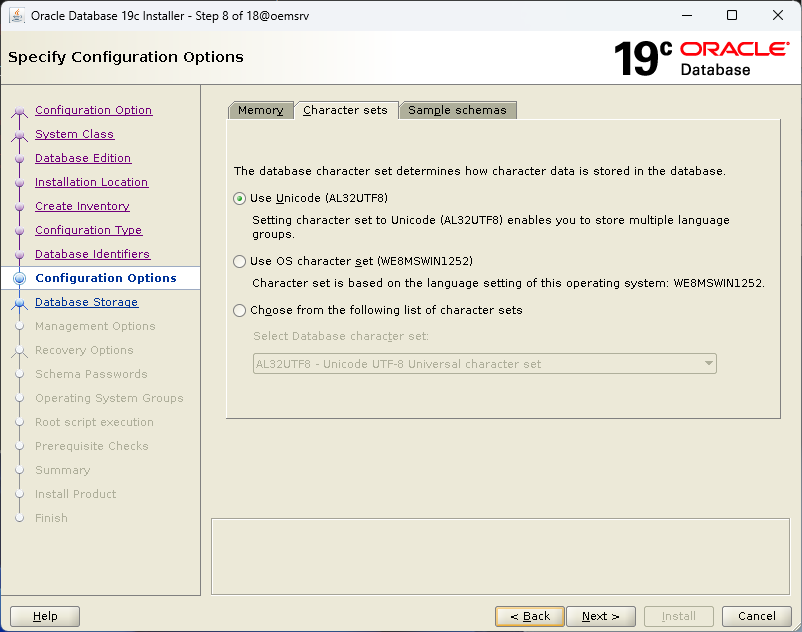 Oracle Database 19c Installer - Step 8 of 18@oemsrv
Specify Configuration Options
19c ORACLE
Database
Configuration Option
System Class
Database Edition
Installation Location
Create Inventory
Configuration Type
Database Identifiers
Configuration Options
Database Storage
Management Options
Recovery Options
Schema Passwords
Operating System Groups
Root script execution
Prerequisite Checks
Summary
Install Product
Finish
Memory Character sets Sample schemas
The database character set determines how character data is stored in the database.
Use Unicode (AL32UTF8)
Setting character set to Unicode (AL32UTF8) enables you to store multiple language
groups.
Use OS character set (WE8MSWIN1252)
Character set is based on the language setting of this operating system: WE8MSWIN1252.
Choose from the following list of character sets
Select Database character set:
AL32UTF8 - Unicode UTF-8 Universal character set
Help < Back Next > Install Cancel